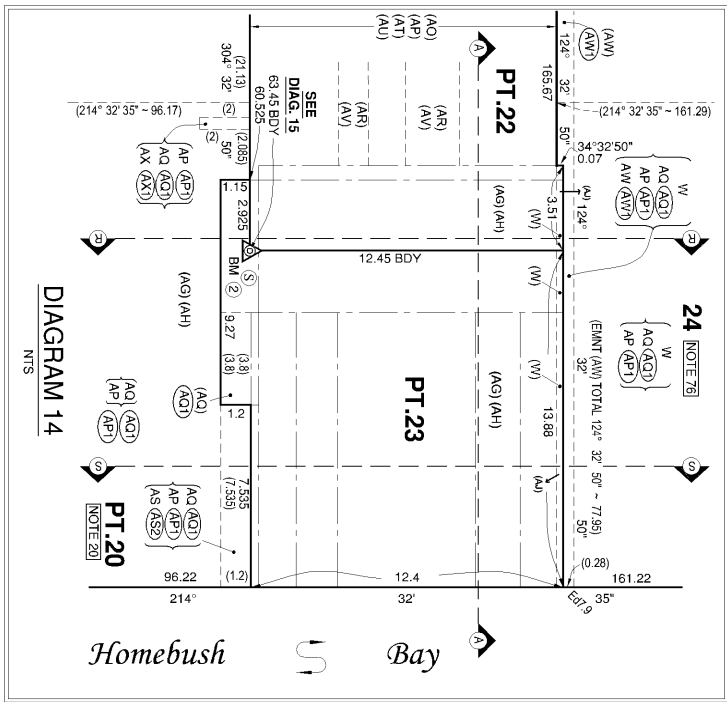 (AO)
(AP)
(AT)
(AU)
(AW)
AW1
124° 32' 50"
165.67
(214° 32' 35" ~ 161.29)
A
PT.22
(AR)
(AV)
(AR)
(AV)
SEE
DIAG. 15
63.45 BDY
60.525
(21.13)
304° 32' 50"
(2)
(2.085)
(2)
(214° 32' 35" ~ 96.17)
AP AP1
AQ AQ1
AX AX1
34°32'50"
0.07
W
AQ AQ1
AP AP1
AW AW1
1.15
2.925
(AG) (AH)
3.51
(AJ)
124°
(W)
R
R
12.45 BDY
S
BM 2
(W)
24 NOTE 76
W
AQ AQ1
AP AP1
(EMNT (AW) TOTAL 124° 32' 50" ~ 77.95)
(AG) (AH)
9.27
(3.8)
(3.8)
(AQ)
AQ1
1.2
(W)
32'
PT.23
(AG) (AH)
13.88
DIAGRAM 14
NTS
AQ AQ1
AP AP1
S
S
(AJ)
PT.20
NOTE 20
AQ AQ1
AP AP1
AS AS2
7.535
(7.535)
50"
(0.28)
96.22
(1.2)
12.4
161.22
214° 32' 35"
Ed7.9
A
Homebush Bay